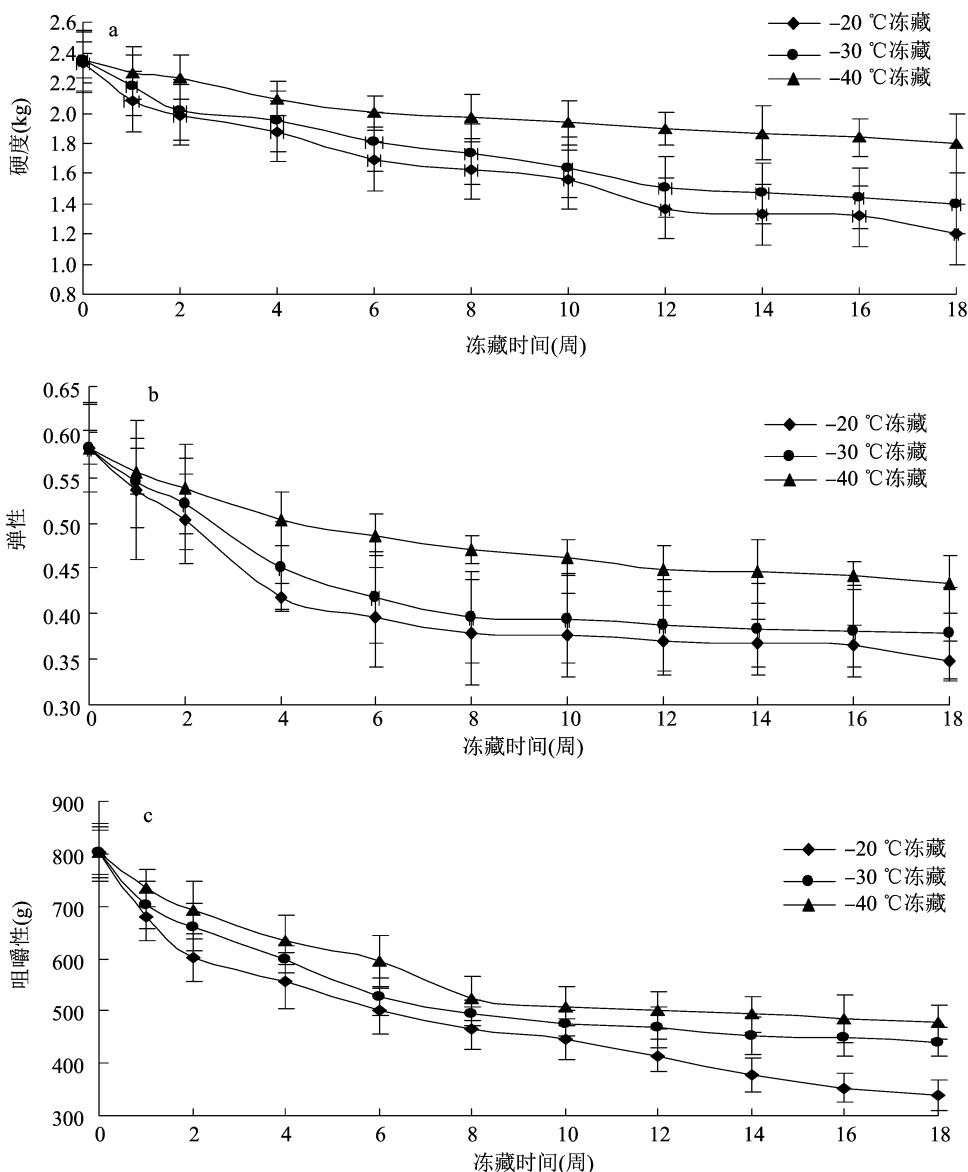 a
–20 ℃冻藏
–30 ℃冻藏
–40 ℃冻藏
硬度(kg)
2.6
2.4
2.2
2.0
1.8
1.6
1.4
1.2
1.0
0.8
0 2 4 6 8 10 12 14 16 18
冻藏时间(周)
b
–20 ℃冻藏
–30 ℃冻藏
–40 ℃冻藏
弹性
0.65
0.60
0.55
0.50
0.45
0.40
0.35
0.30
0 2 4 6 8 10 12 14 16 18
冻藏时间(周)
c
–20 ℃冻藏
–30 ℃冻藏
–40 ℃冻藏
咀嚼性(g)
900
800
700
600
500
400
300
0 2 4 6 8 10 12 14 16 18
冻藏时间(周)